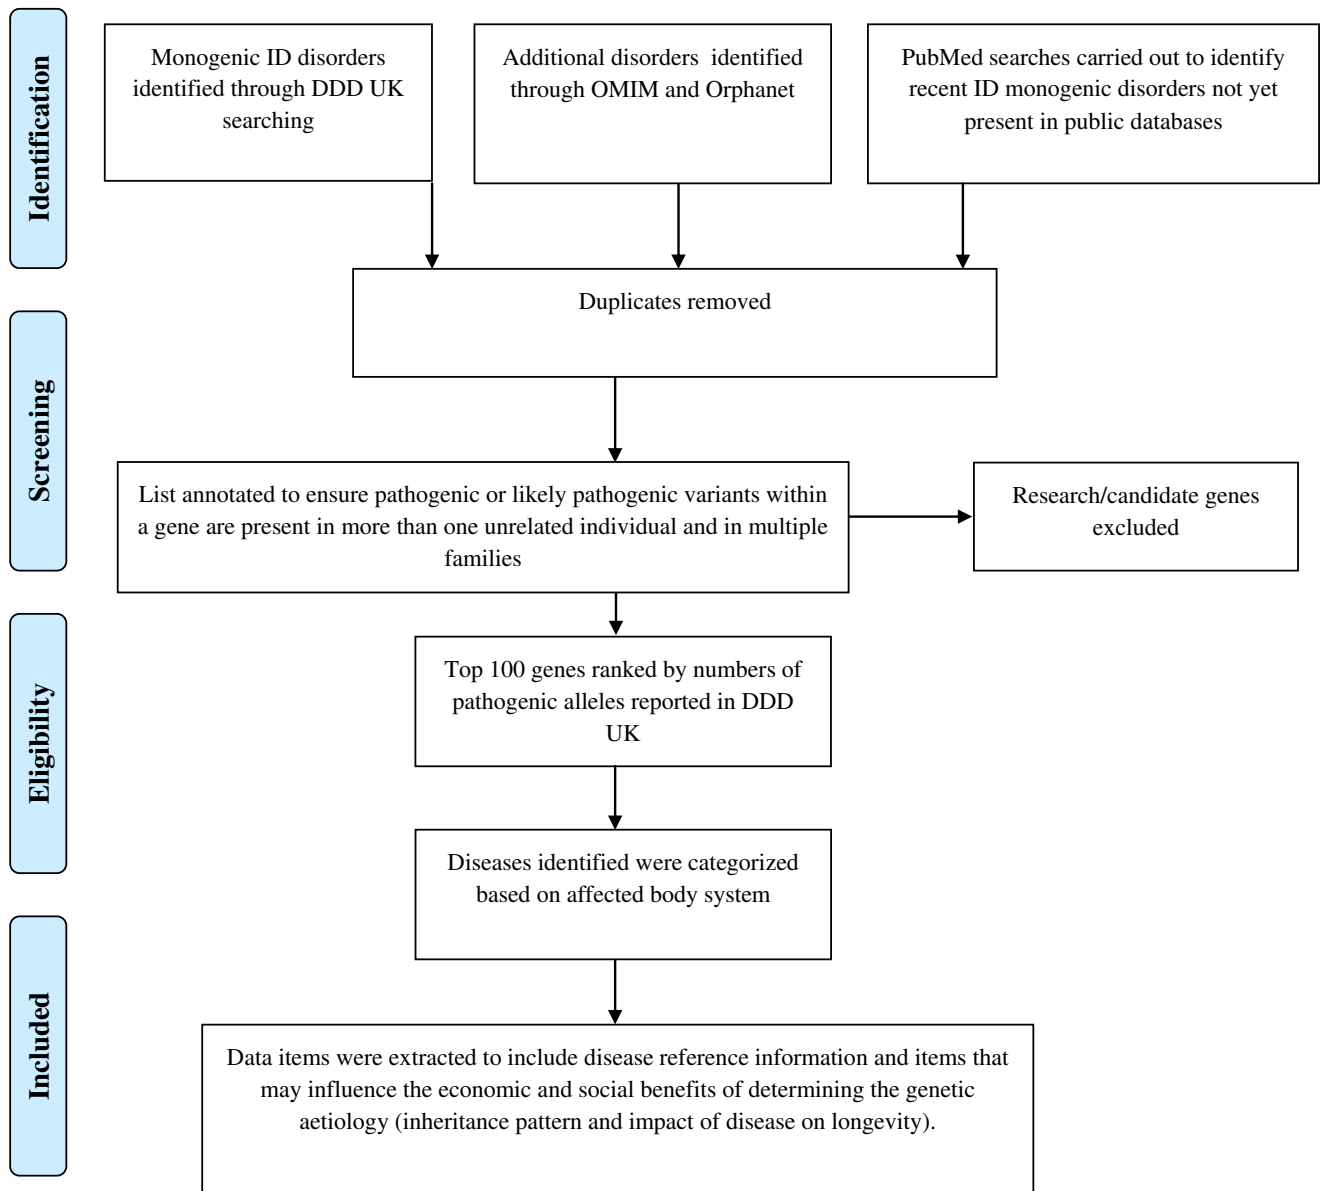 Identification
Monogenic ID disorders
identified through DDD UK
searching
Additional disorders identified
through OMIM and Orphanet
PubMed searches carried out to identify
recent ID monogenic disorders not yet
present in public databases
Duplicates removed
Screening
List annotated to ensure pathogenic or likely pathogenic variants within
a gene are present in more than one unrelated individual and in multiple
families
Research/candidate genes
excluded
Eligibility
Top 100 genes ranked by numbers of
pathogenic alleles reported in DDD
UK
Diseases identified were categorized
based on affected body system
Included
Data items were extracted to include disease reference information and items that
may influence the economic and social benefits of determining the genetic
aetiology (inheritance pattern and impact of disease on longevity).